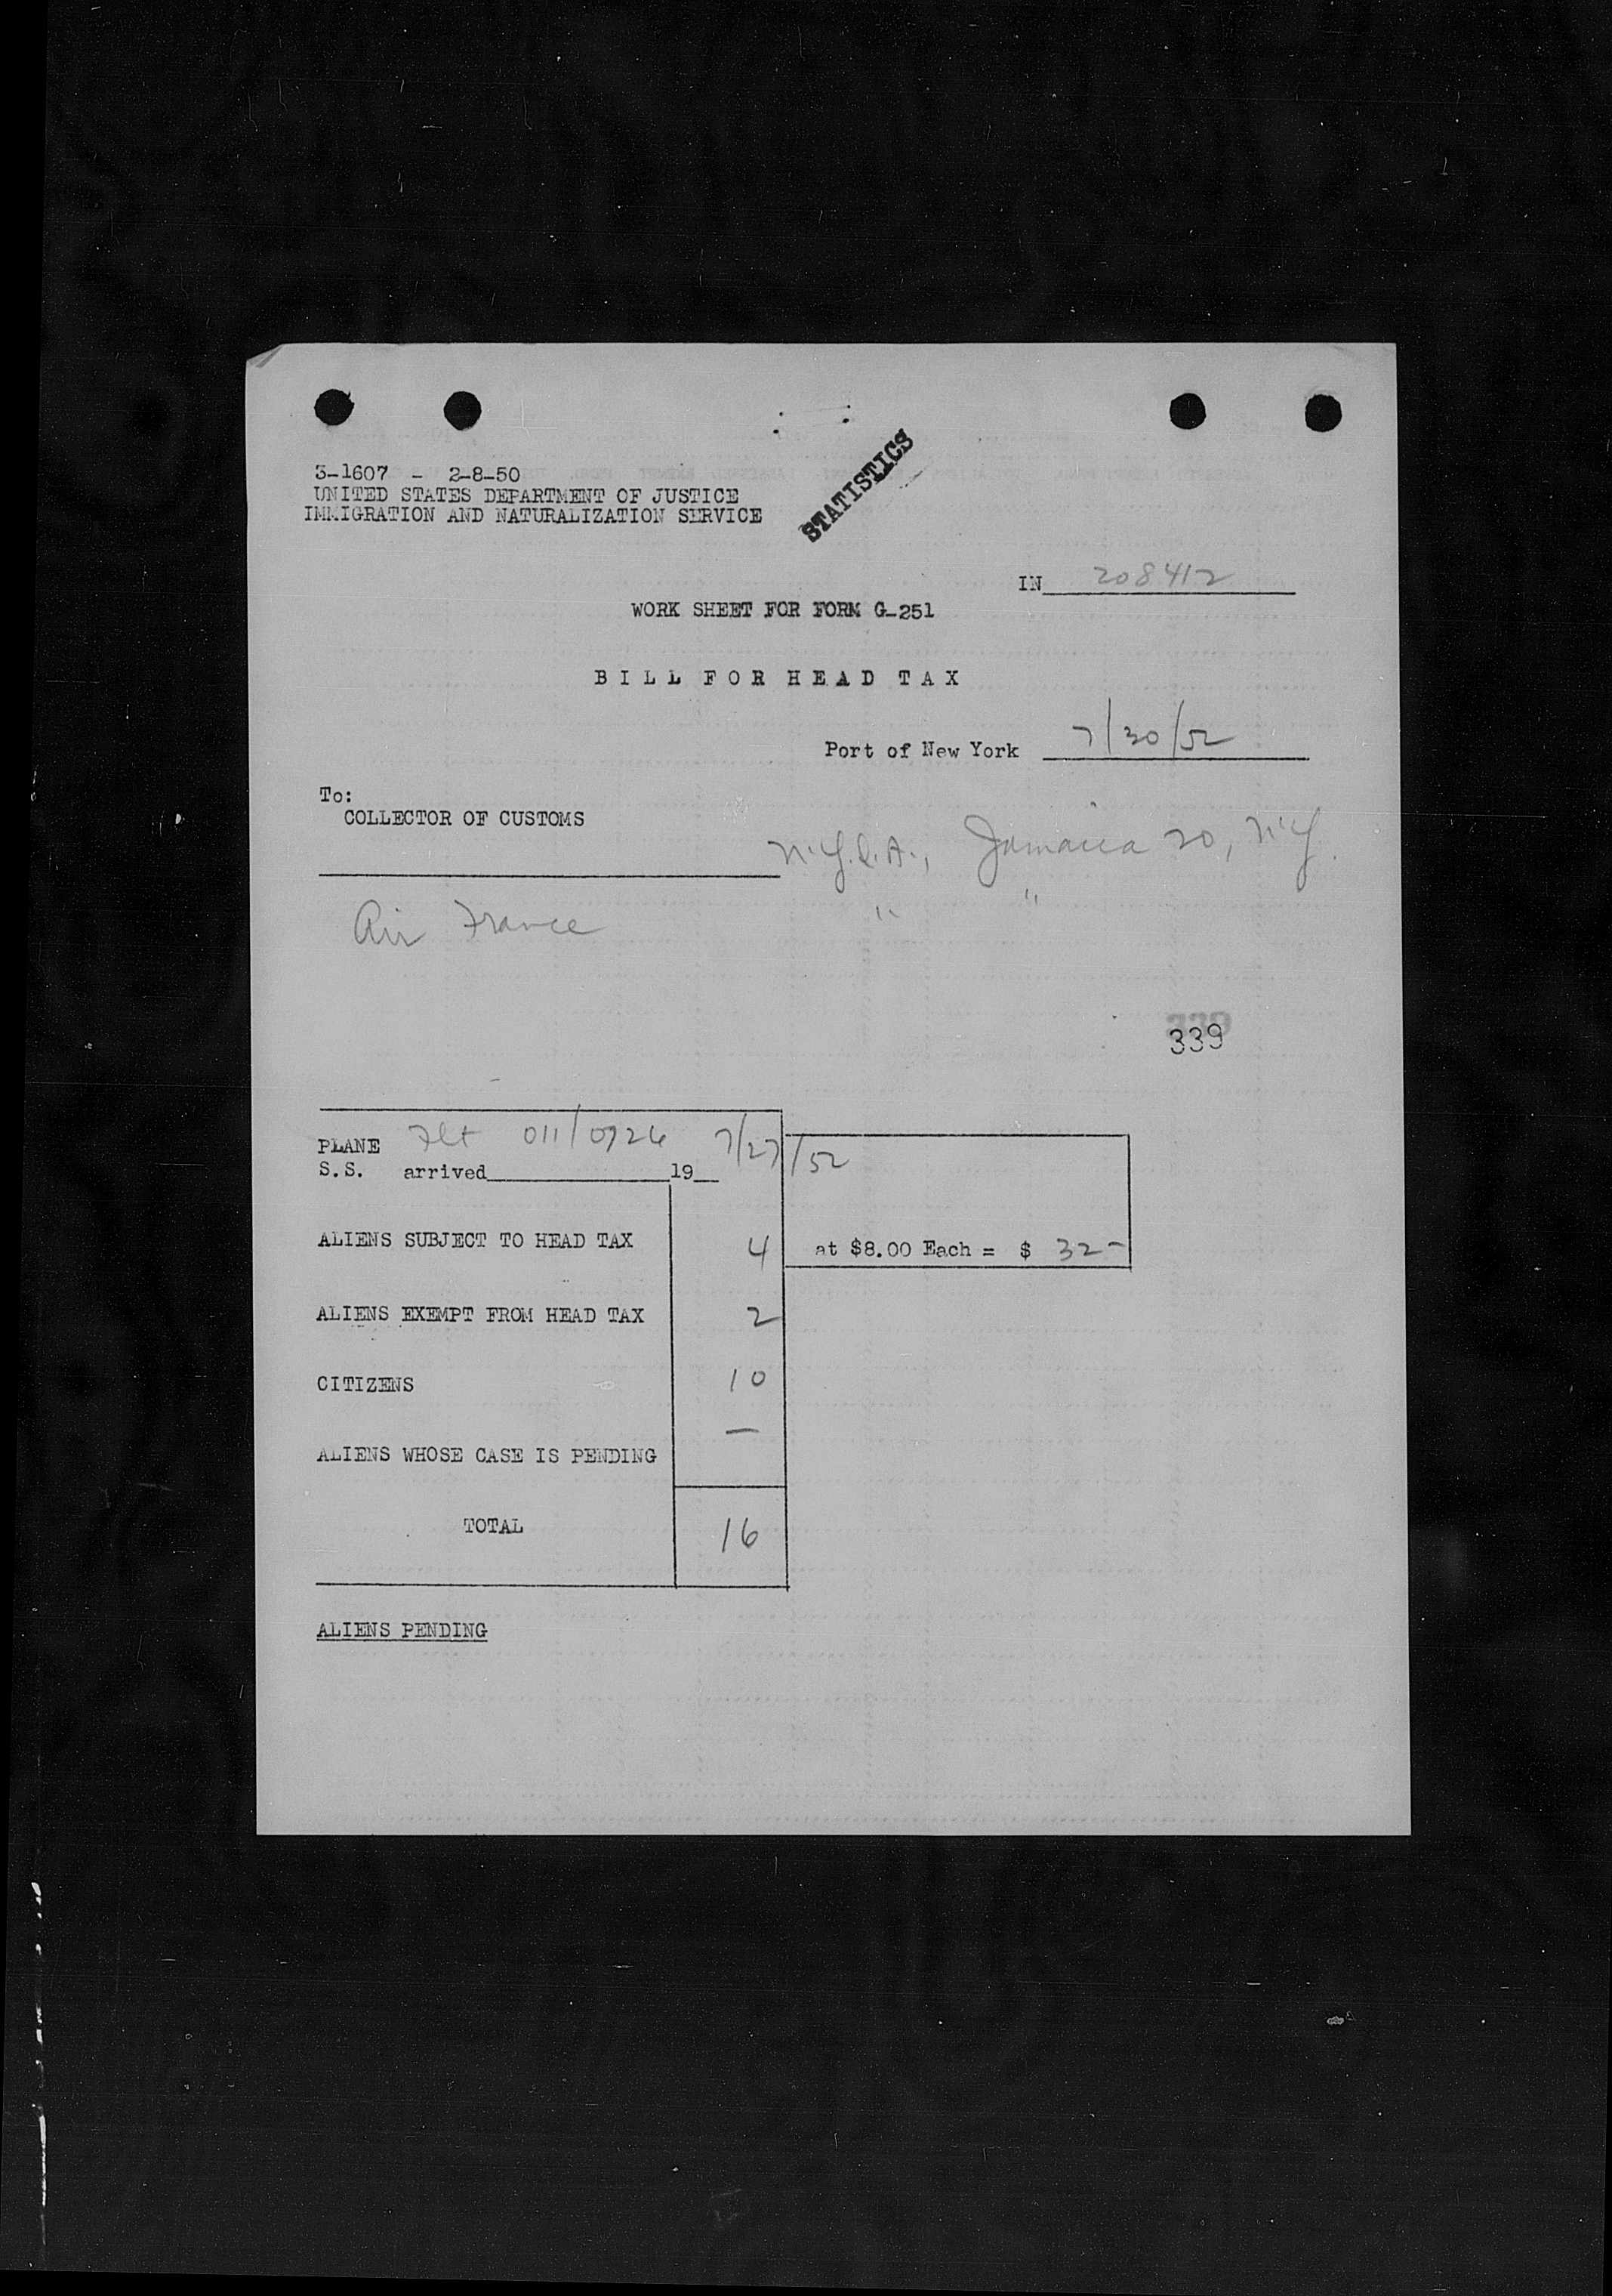 3-1607 - 2-8-50
UNITED STATES DEPARTMENT OF JUSTICE
IMMIGRATION AND NATURALIZATION SERVICE
STATISTICS
IN 208412
WORK SHEET FOR FORM G-251
BILL FOR HEAD TAX
Port of New York 7/30/52
To:
COLLECTOR OF CUSTOMS
N.Y.I.A., Jamaica 20, N.Y.
Air France " "
339
PLANE Flt 011/0726 7/27/52
S.S. arrived 19
ALIENS SUBJECT TO HEAD TAX 4 at $8.00 Each = $ 32-
ALIENS EXEMPT FROM HEAD TAX 2
CITIZENS 10
ALIENS WHOSE CASE IS PENDING —
TOTAL 16
ALIENS PENDING